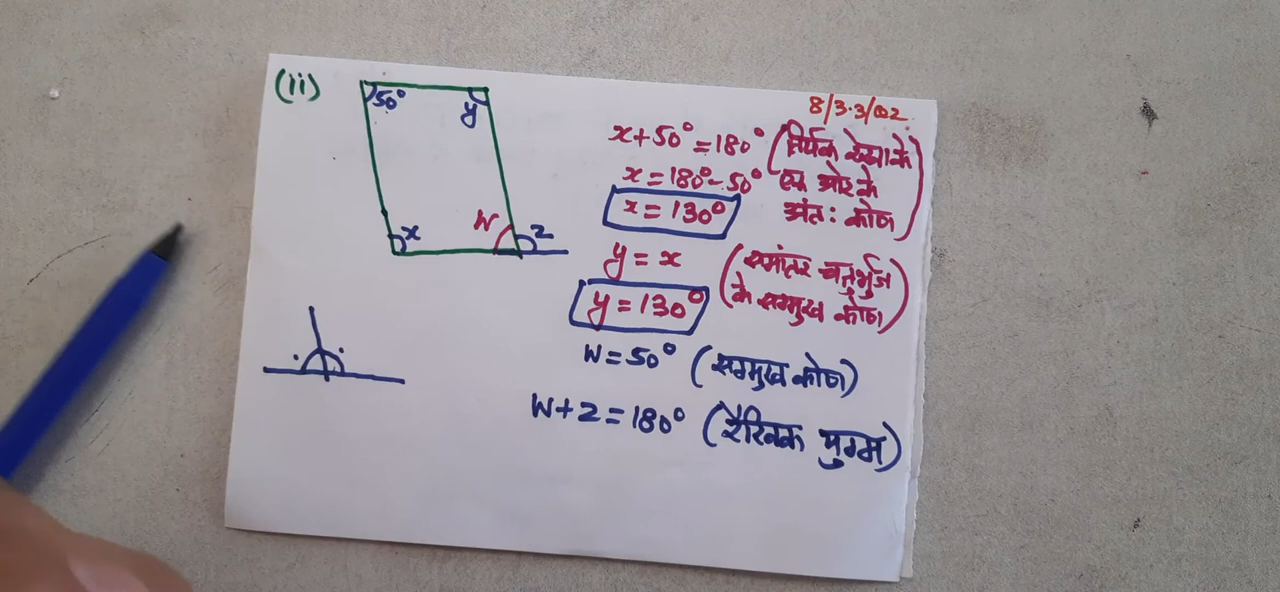 (ii)
50°
y
x
W
z
8/3.3/Q2
x+50°=180° (तिर्यक रेखा के
x=180°-50° एक ओर के
x=130° अंतः कोण)
y = x (समांतर चतुर्भुज
y=130° के सम्मुख कोण)
W=50° (सम्मुख कोण)
W+z=180° (रैखिक युग्म)